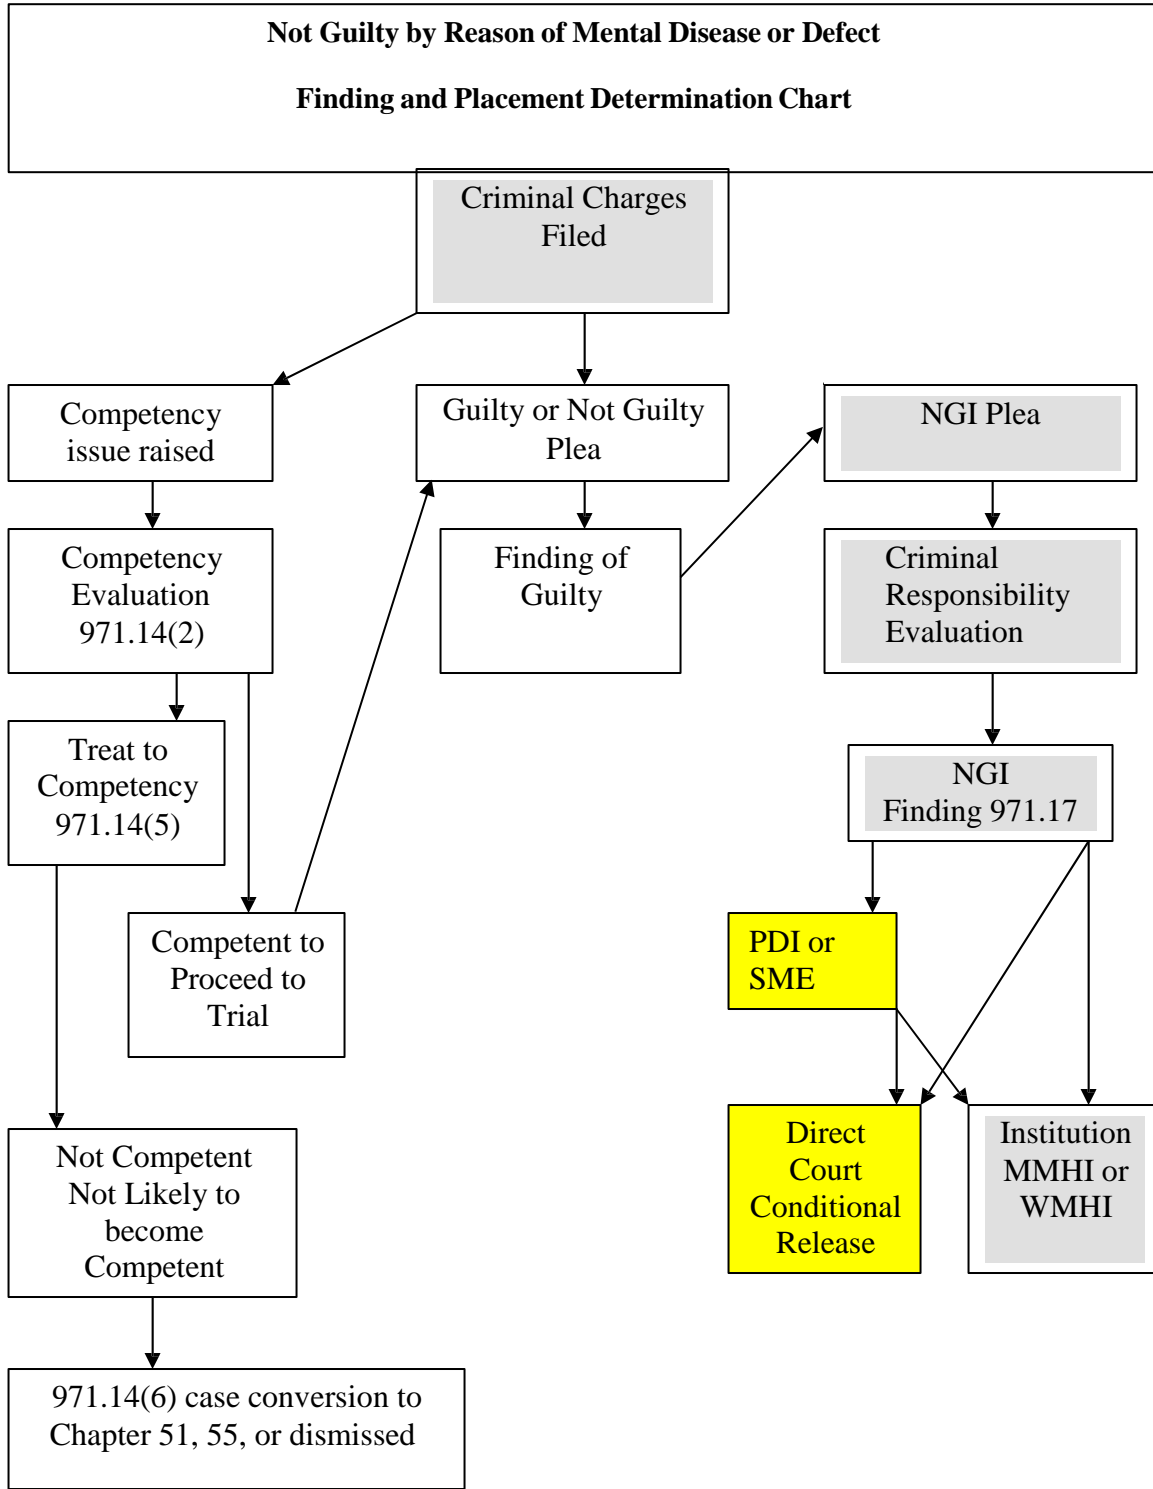 Not Guilty by Reason of Mental Disease or Defect
Finding and Placement Determination Chart
Criminal Charges
Filed
Competency
issue raised
Guilty or Not Guilty
Plea
NGI Plea
Competency
Evaluation
971.14(2)
Finding of
Guilty
Criminal
Responsibility
Evaluation
Treat to
Competency
971.14(5)
NGI
Finding 971.17
Competent to
Proceed to
Trial
PDI or
SME
Not Competent
Not Likely to
become
Competent
Direct
Court
Conditional
Release
Institution
MMHI or
WMHI
971.14(6) case conversion to
Chapter 51, 55, or dismissed